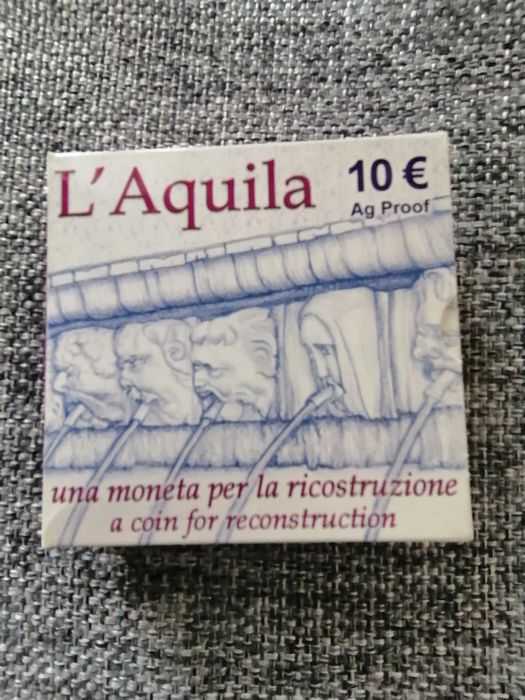 L'Aquila
10 €
Ag Proof
una moneta per la ricostruzione
a coin for reconstruction